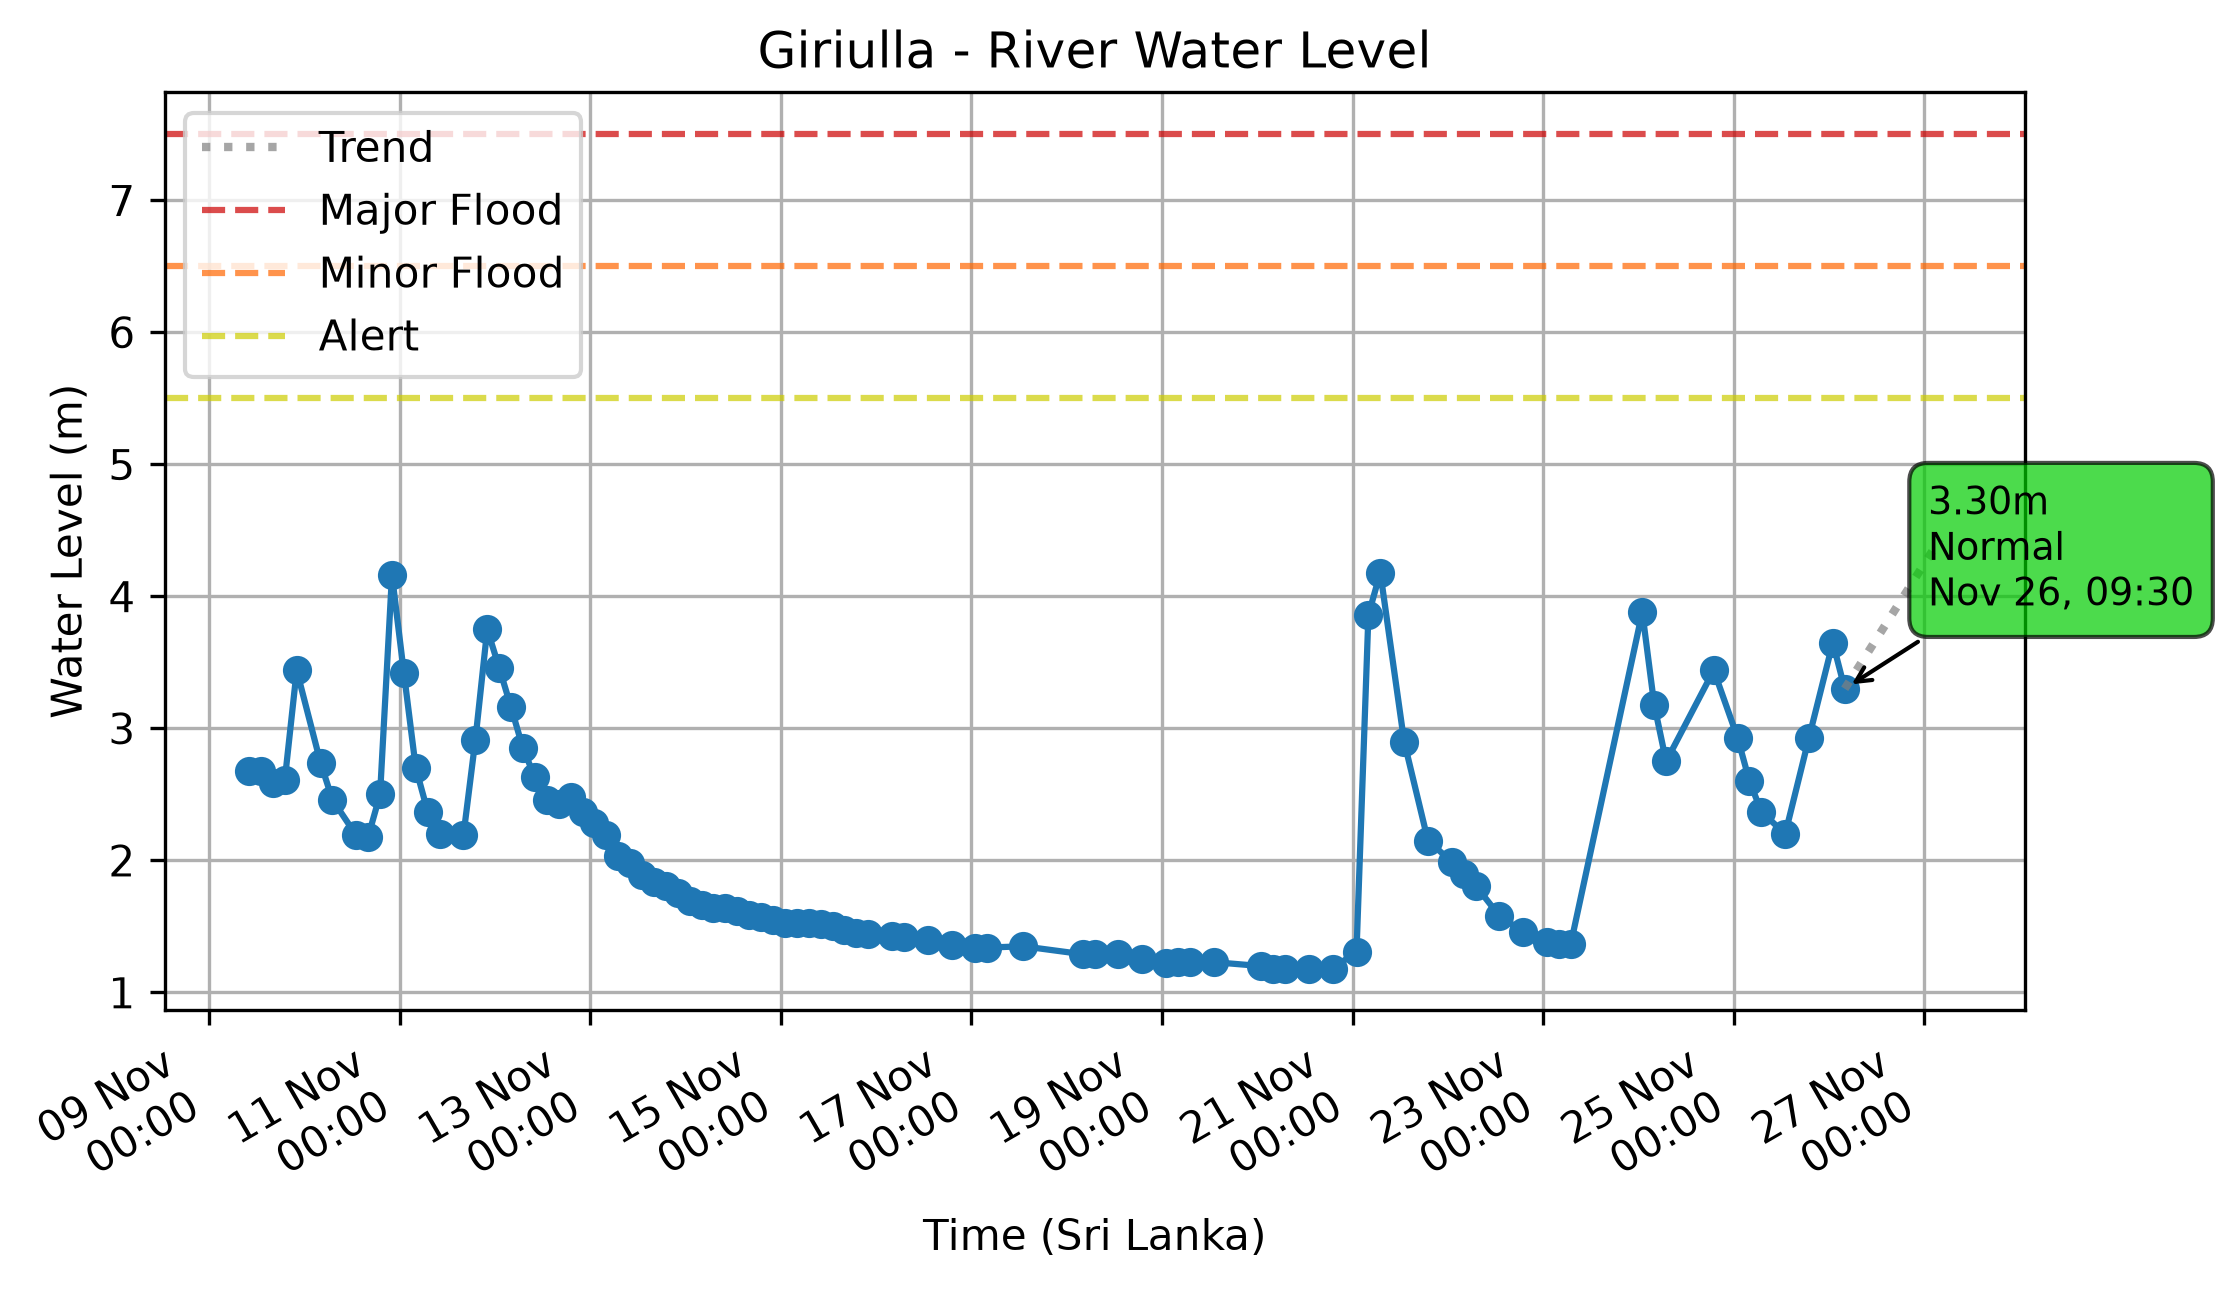 Giriulla - River Water Level
Trend
Major Flood
Minor Flood
Alert
Water Level (m)
7
6
5
4
3
2
1
3.30m
Normal
Nov 26, 09:30
09 Nov
00:00
11 Nov
00:00
13 Nov
00:00
15 Nov
00:00
17 Nov
00:00
19 Nov
00:00
21 Nov
00:00
23 Nov
00:00
25 Nov
00:00
27 Nov
00:00
Time (Sri Lanka)